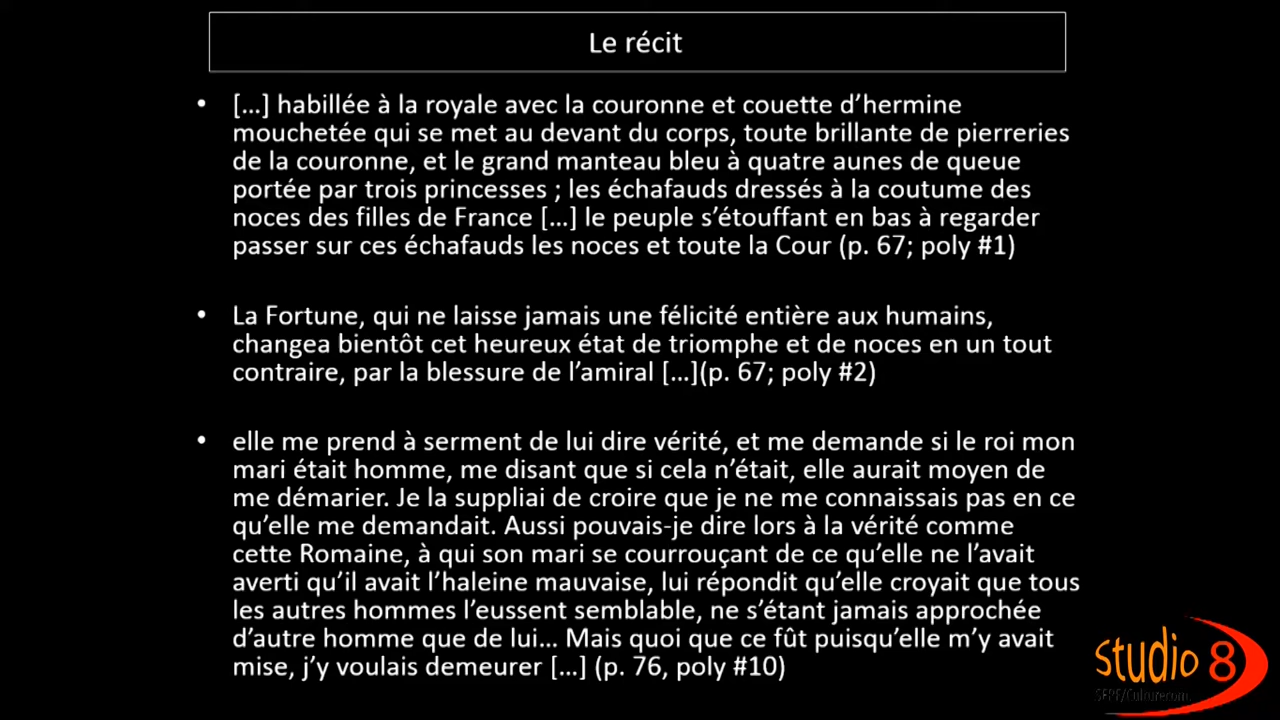 Le récit
• […] habillée à la royale avec la couronne et couette d’hermine
mouchetée qui se met au devant du corps, toute brillante de pierreries
de la couronne, et le grand manteau bleu à quatre aunes de queue
portée par trois princesses ; les échafauds dressés à la coutume des
noces des filles de France […] le peuple s’étouffant en bas à regarder
passer sur ces échafauds les noces et toute la Cour (p. 67; poly #1)
• La Fortune, qui ne laisse jamais une félicité entière aux humains,
changea bientôt cet heureux état de triomphe et de noces en un tout
contraire, par la blessure de l’amiral […](p. 67; poly #2)
• elle me prend à serment de lui dire vérité, et me demande si le roi mon
mari était homme, me disant que si cela n’était, elle aurait moyen de
me démarier. Je la suppliai de croire que je ne me connaissais pas en ce
qu’elle me demandait. Aussi pouvais-je dire lors à la vérité comme
cette Romaine, à qui son mari se courrouçant de ce qu’elle ne l’avait
averti qu’il avait l’haleine mauvaise, lui répondit qu’elle croyait que tous
les autres hommes l’eussent semblable, ne s’étant jamais approchée
d’autre homme que de lui… Mais quoi que ce fût puisqu’elle m’y avait
mise, j’y voulais demeurer […] (p. 76, poly #10)
studio 8
SFPF/Culturecom